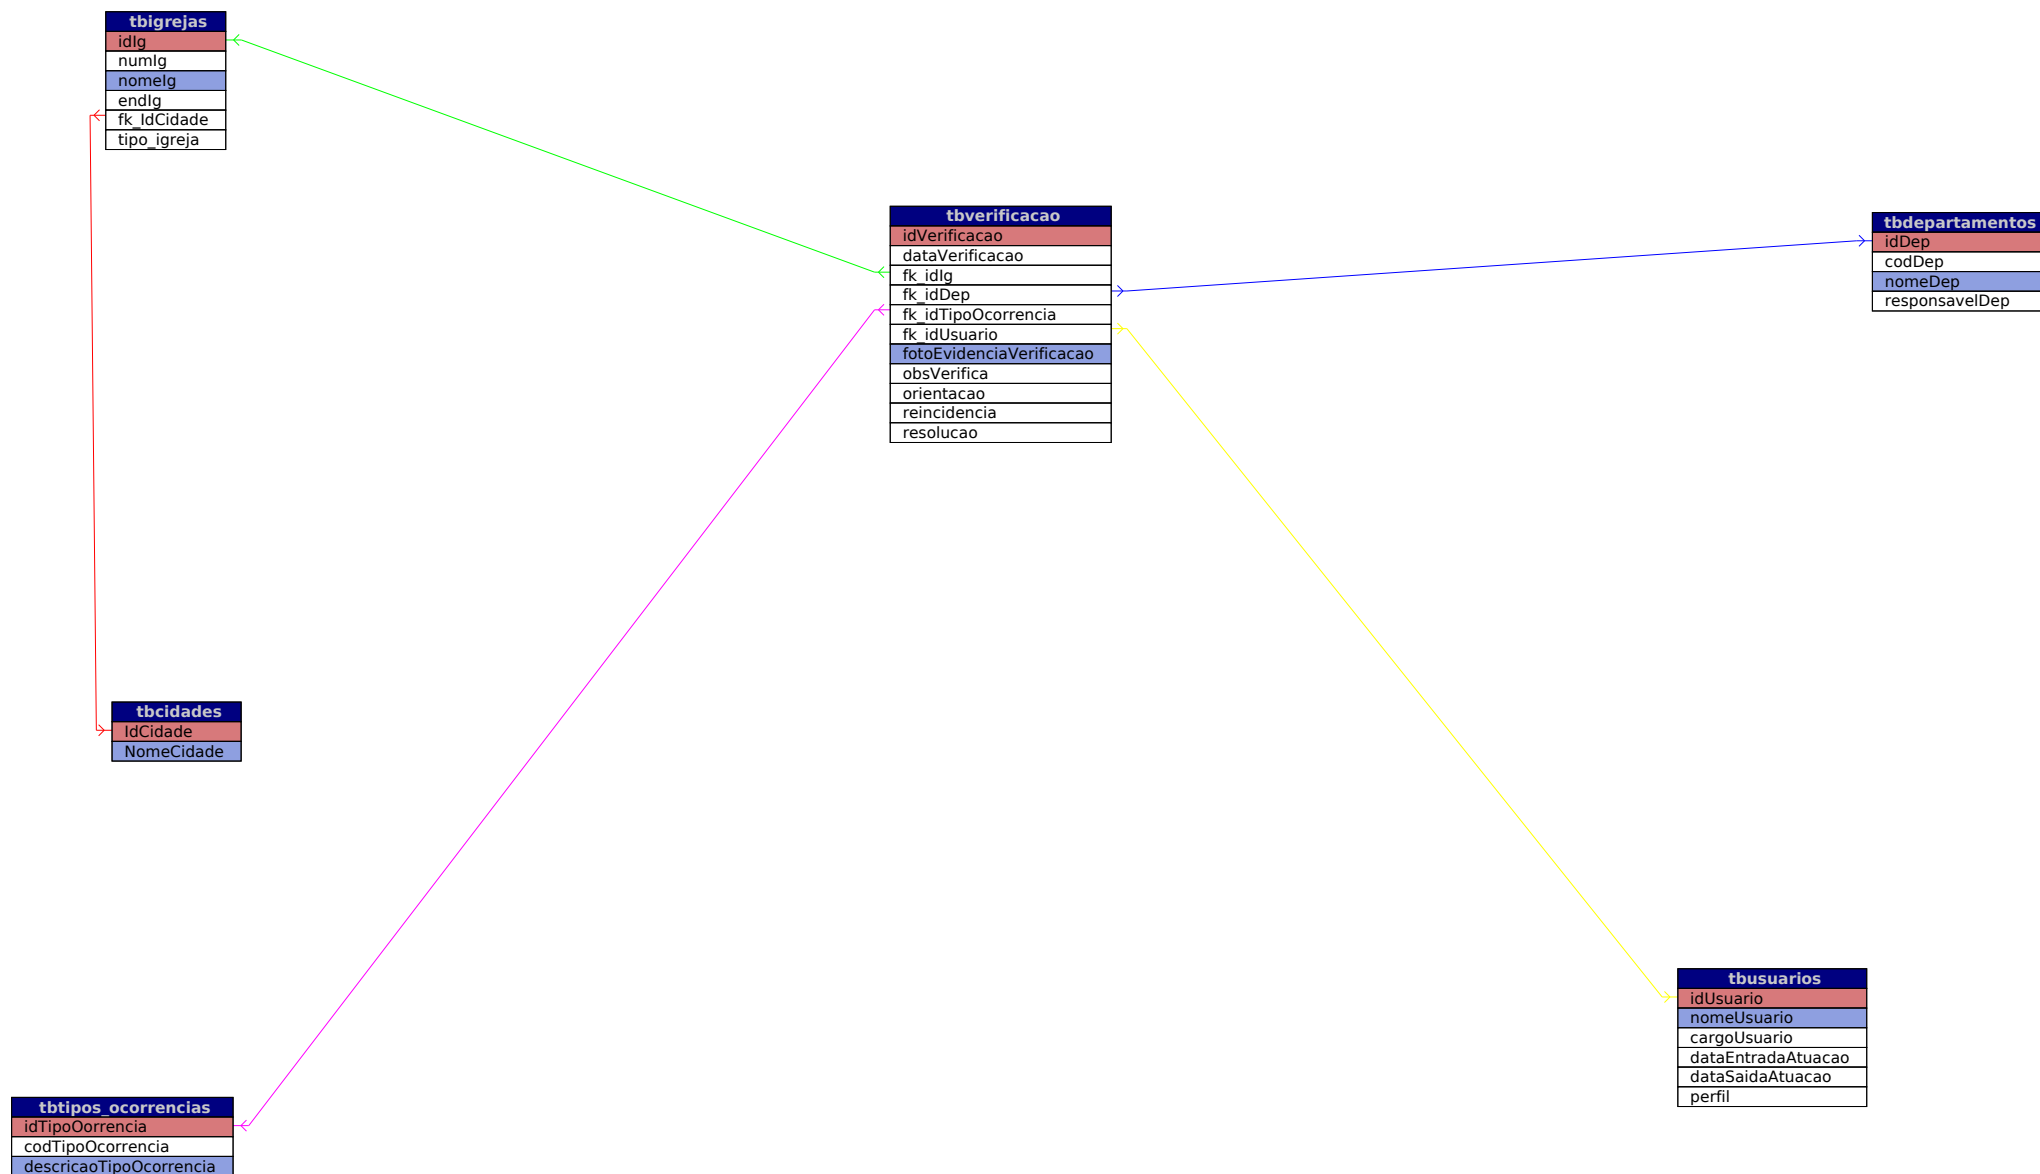 tbigrejas
idIg
numIg
nomeIg
endIg
fk_IdCidade
tipo_igreja
tbverificacao
idVerificacao
dataVerificacao
fk_idIg
fk_idDep
fk_idTipoOcorrencia
fk_idUsuario
fotoEvidenciaVerificacao
obsVerifica
orientacao
reincidencia
resolucao
tbdepartamentos
idDep
codDep
nomeDep
responsavelDep
tbcidades
IdCidade
NomeCidade
tbusuarios
idUsuario
nomeUsuario
cargoUsuario
dataEntradaAtuacao
dataSaidaAtuacao
perfil
tbtipos_ocorrencias
idTipoOorrencia
codTipoOcorrencia
descricaoTipoOcorrencia